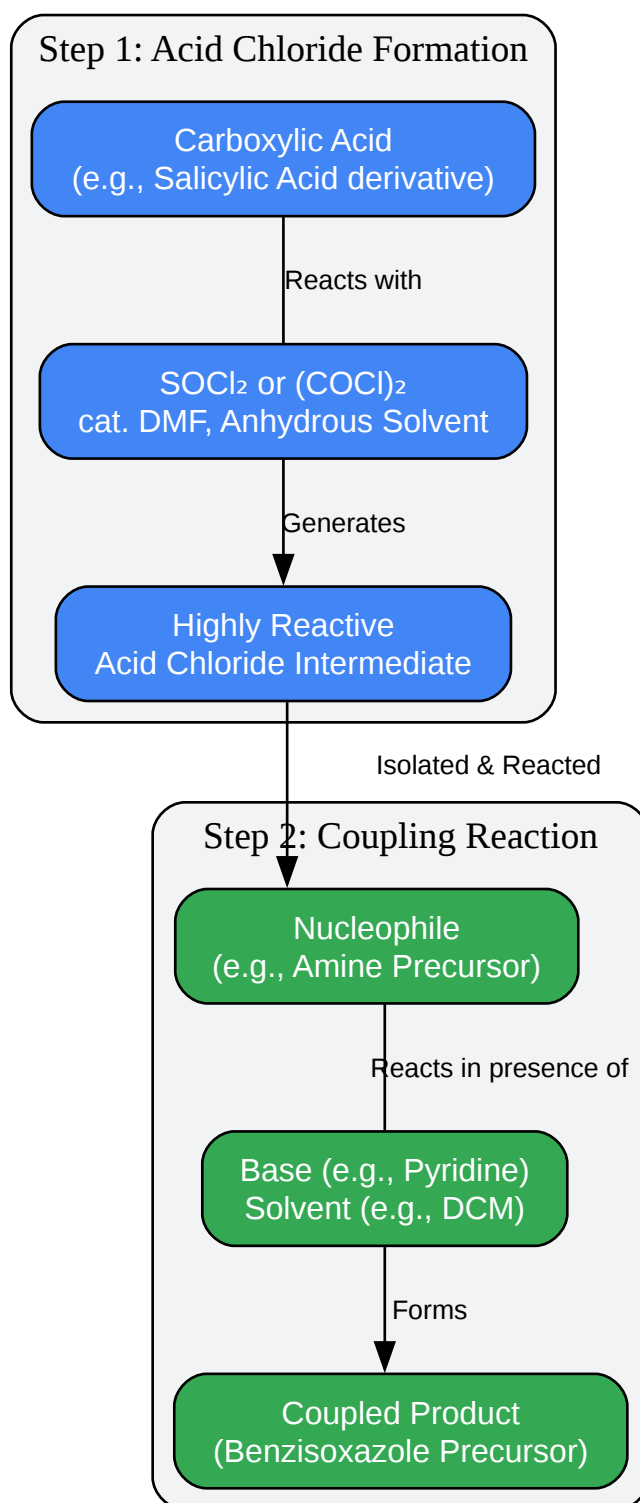 Step 1: Acid Chloride Formation
Carboxylic Acid
(e.g., Salicylic Acid derivative)
Reacts with
SOCl₂ or (COCl)₂
cat. DMF, Anhydrous Solvent
Generates
Highly Reactive
Acid Chloride Intermediate
Isolated & Reacted
Step 2: Coupling Reaction
Nucleophile
(e.g., Amine Precursor)
Reacts in presence of
Base (e.g., Pyridine)
Solvent (e.g., DCM)
Forms
Coupled Product
(Benzisoxazole Precursor)